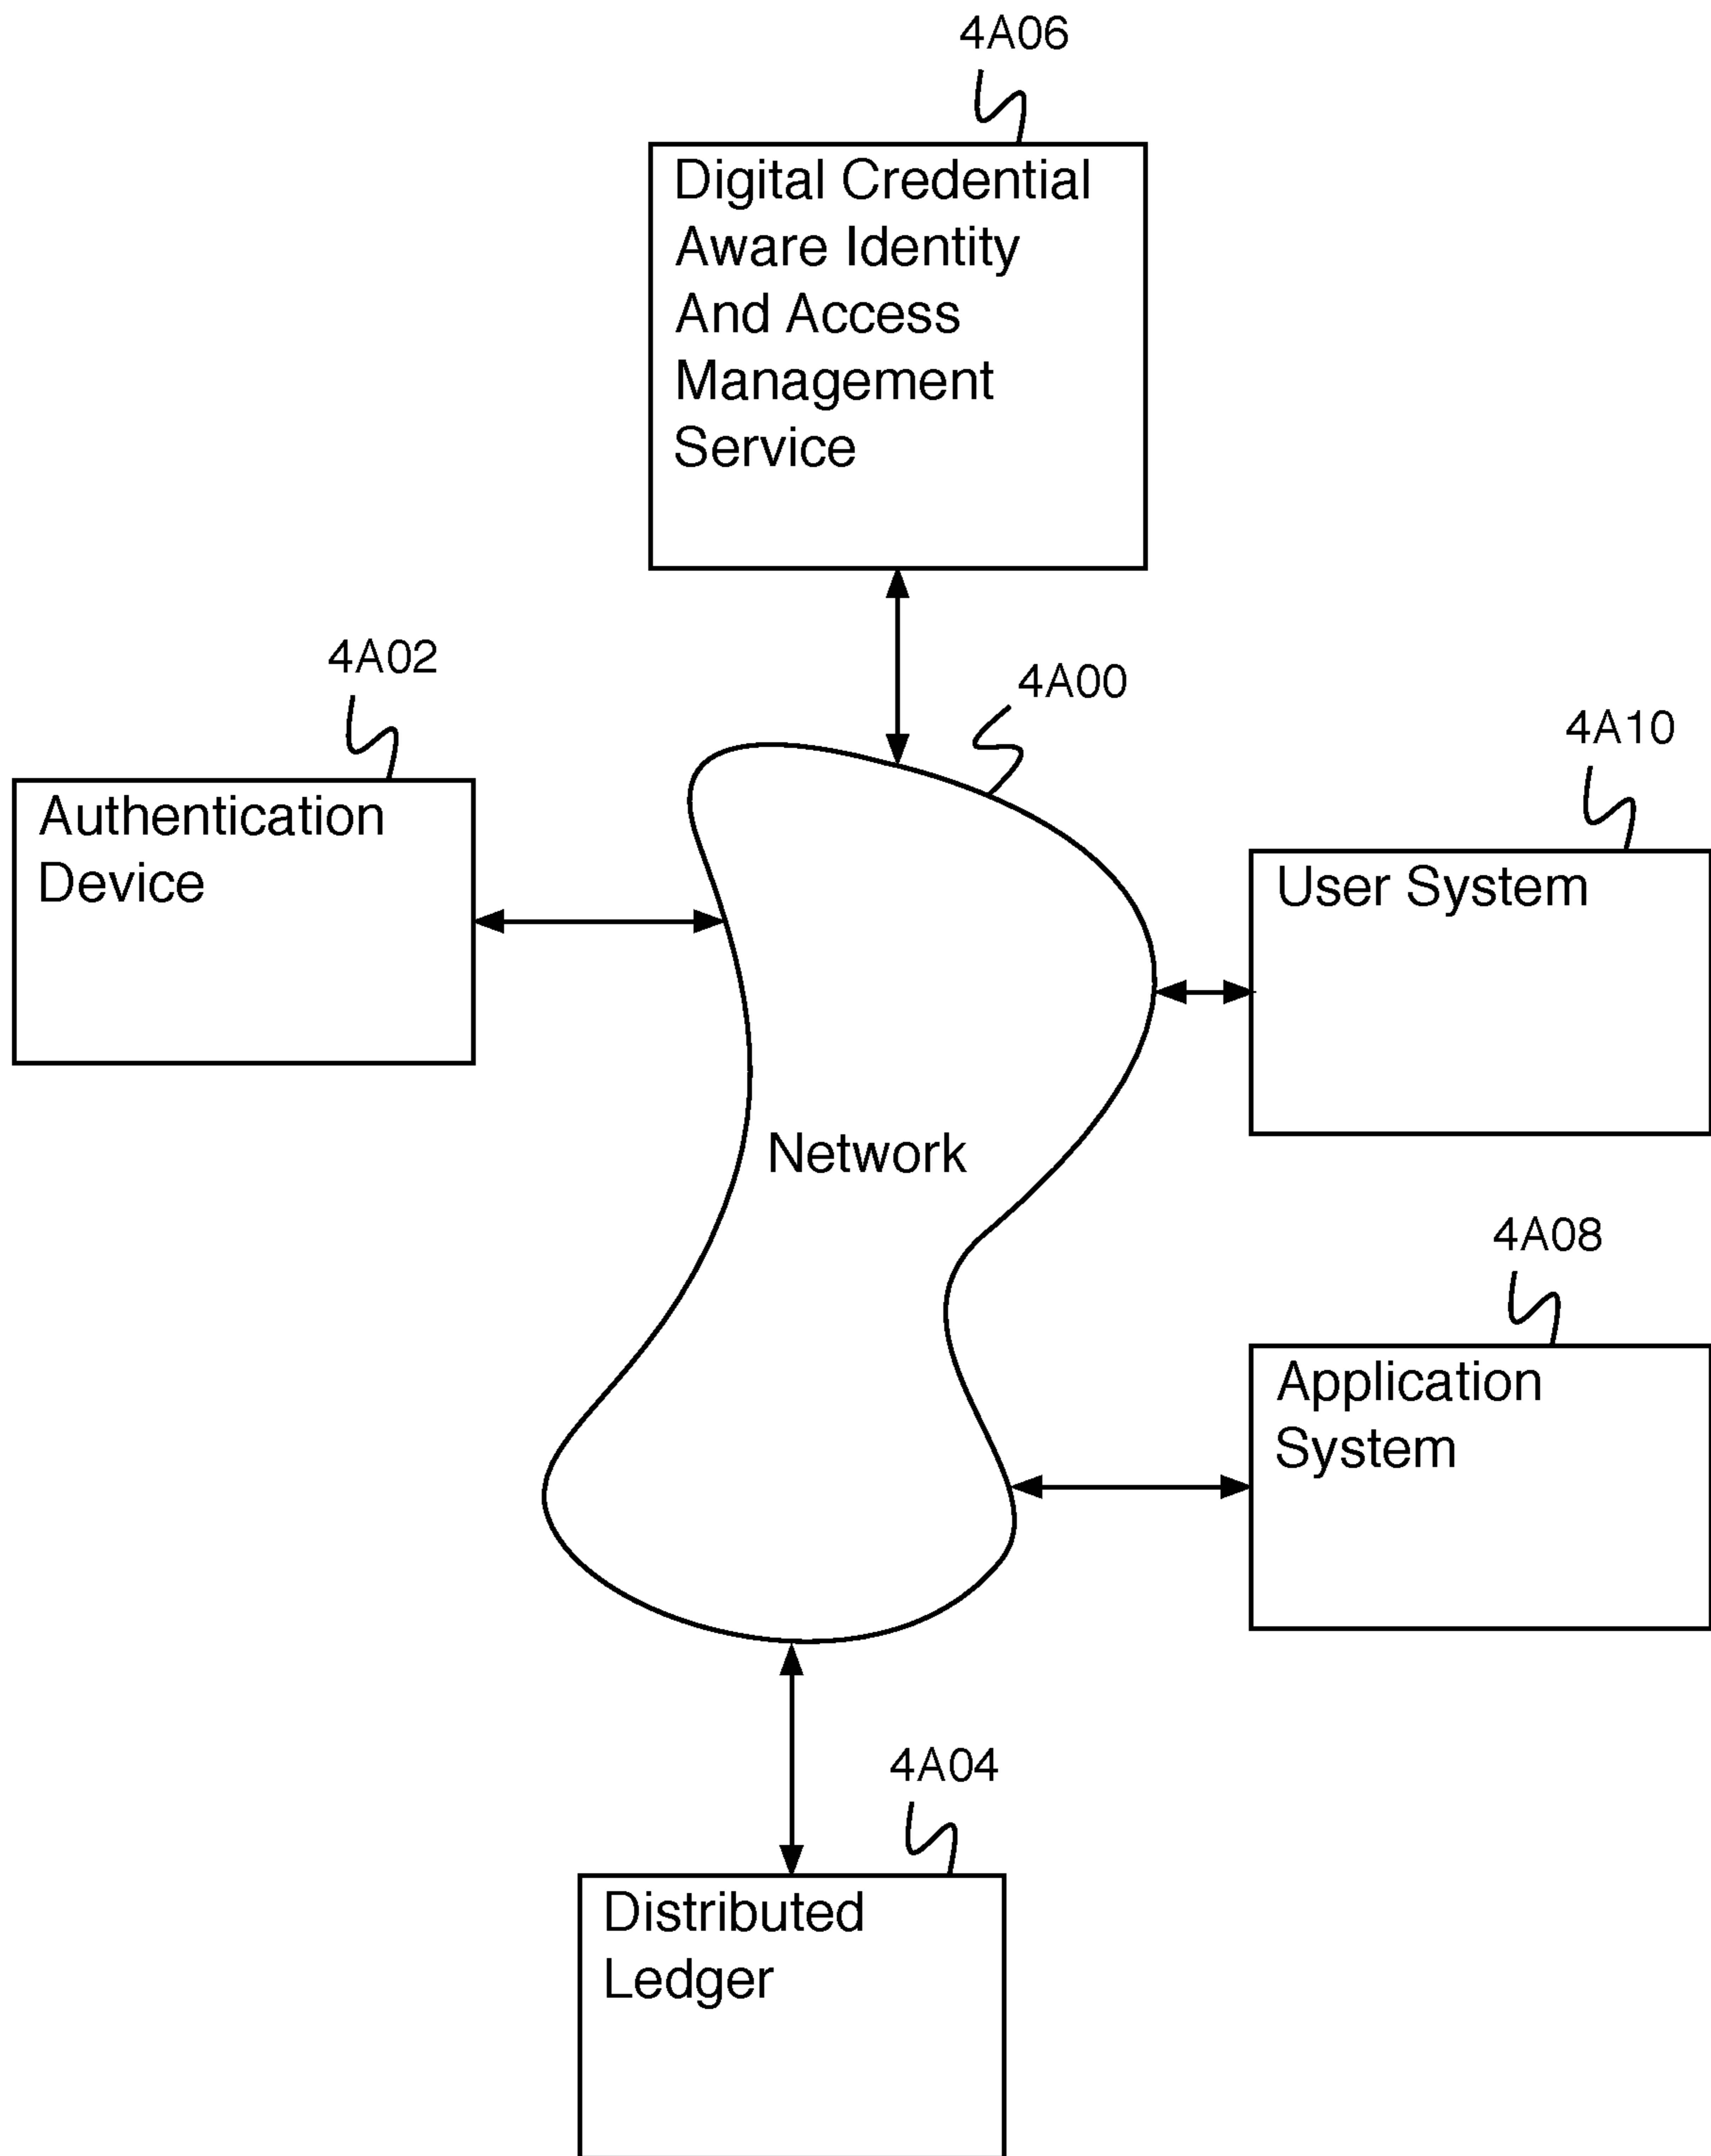 4A06
Digital Credential
Aware Identity
And Access
Management
Service
4A02
4A00
4A10
Authentication
Device
User System
Network
4A08
Application
System
4A04
Distributed
Ledger